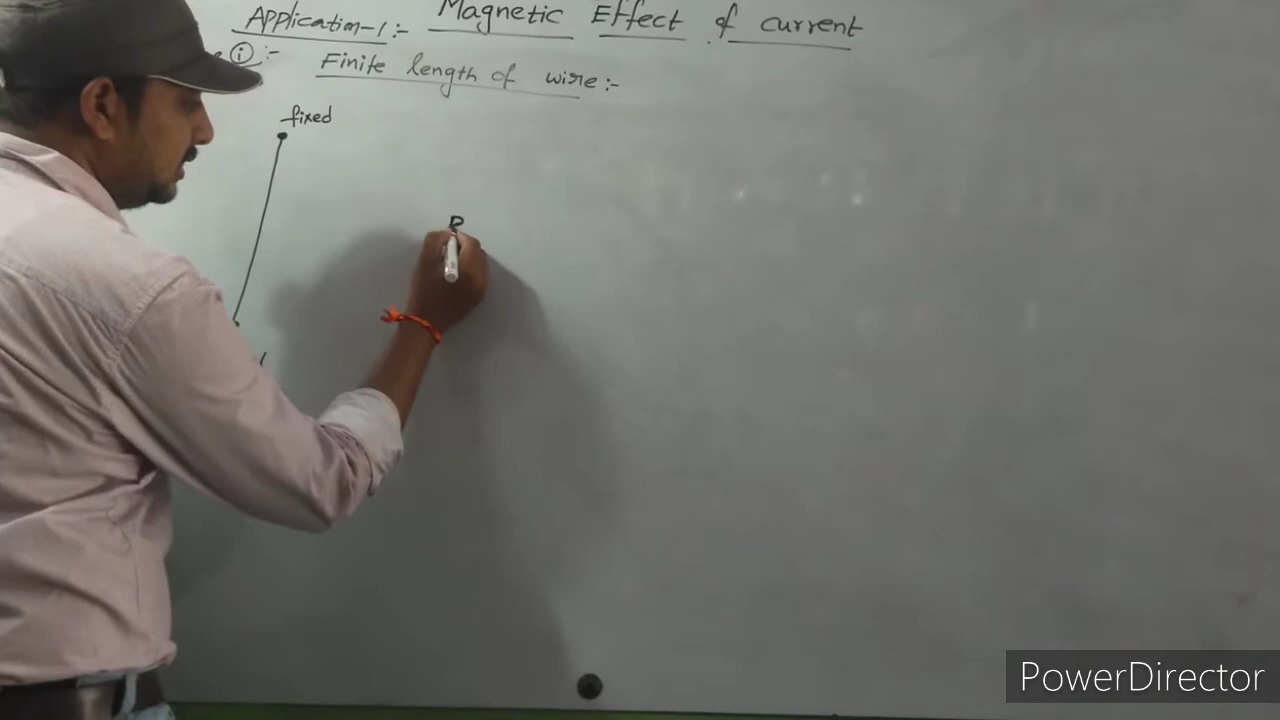 Application-1:- Magnetic Effect of current
(i):- Finite length of wire:-
fixed
P
PowerDirector